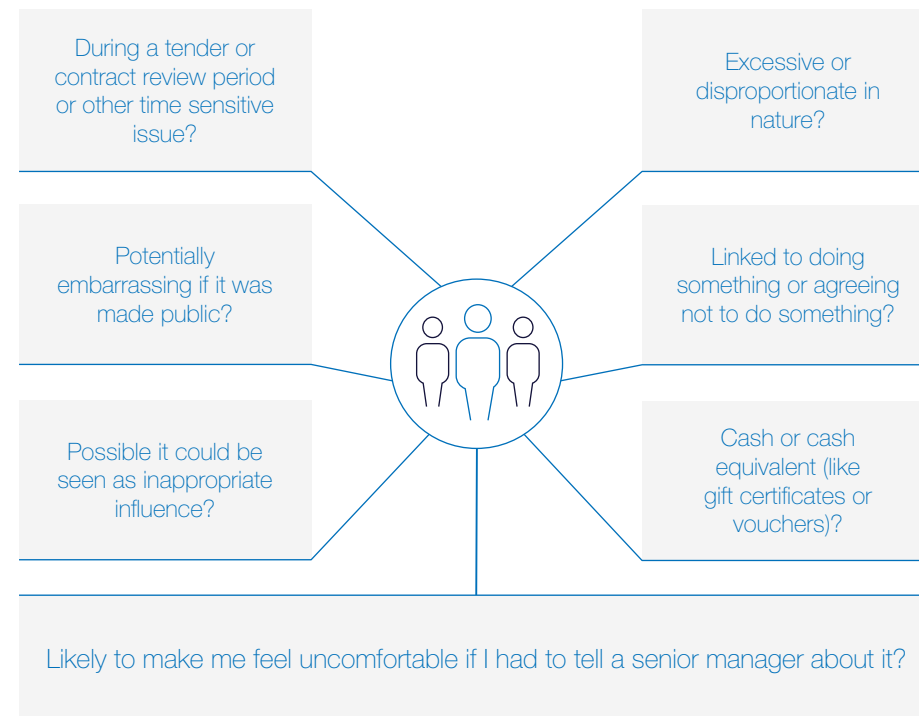 During a tender or
contract review period
or other time sensitive
issue?
Excessive or
disproportionate in
nature?
Potentially
embarrassing if it was
made public?
Linked to doing
something or agreeing
not to do something?
Possible it could be
seen as inappropriate
influence?
Cash or cash
equivalent (like
gift certificates or
vouchers)?
Likely to make me feel uncomfortable if I had to tell a senior manager about it?